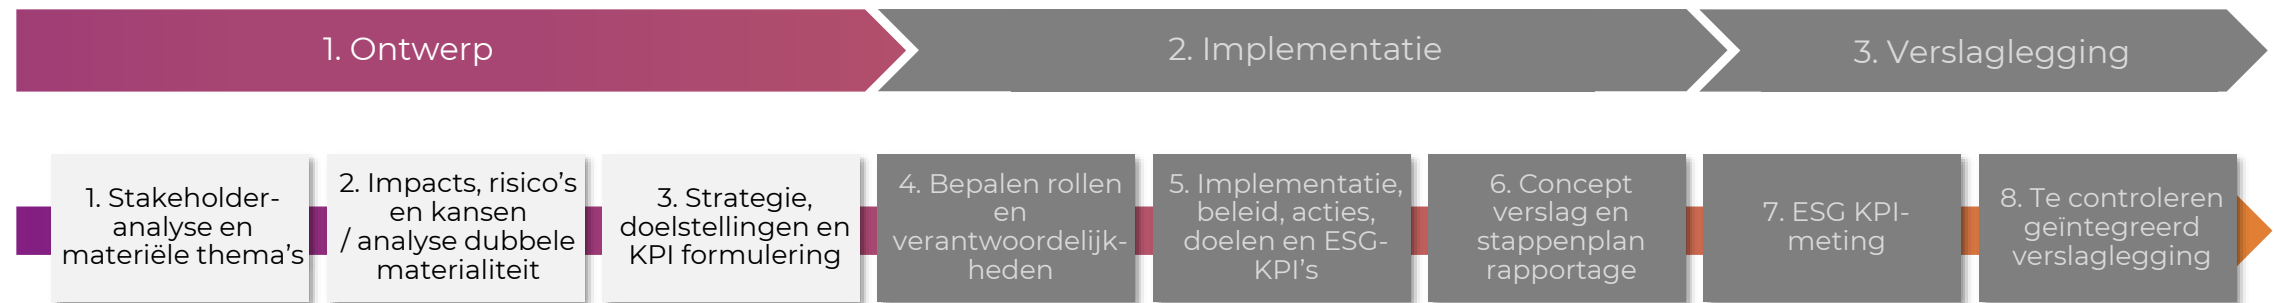 1. Ontwerp
2. Implementatie
3. Verslaglegging
1. Stakeholder-
analyse en
materiële thema’s
2. Impacts, risico’s
en kansen
/ analyse dubbele
materialiteit
3. Strategie,
doelstellingen en
KPI formulering
4. Bepalen rollen
en
verantwoordelijk-
heden
5. Implementatie,
beleid, acties,
doelen en ESG-
KPI’s
6. Concept
verslag en
stappenplan
rapportage
7. ESG KPI-
meting
8. Te controleren
geïntegreerd
verslaglegging